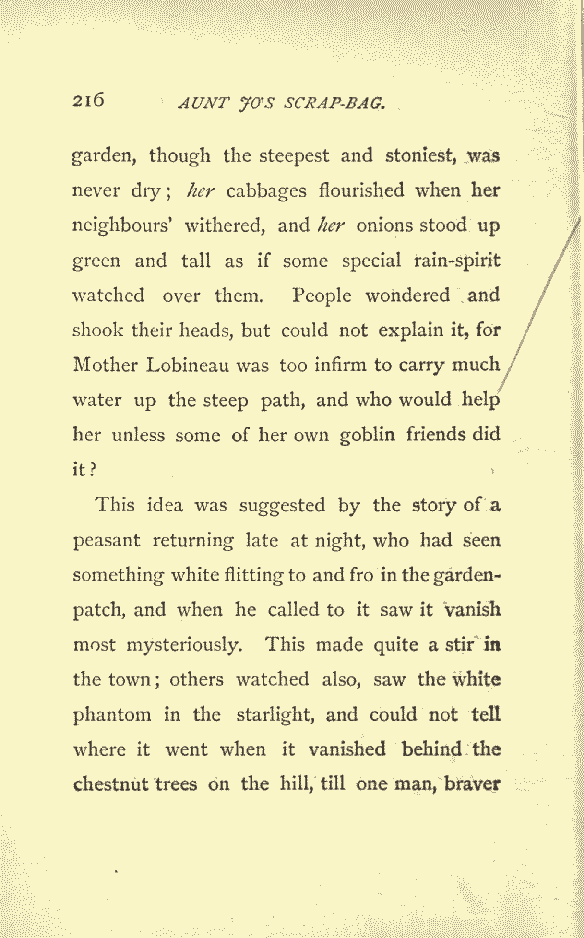 216 AUNT JO'S SCRAP-BAG.
garden, though the steepest and stoniest, was
never dry; her cabbages flourished when her
neighbours' withered, and her onions stood up
green and tall as if some special rain-spirit
watched over them. People wondered and
shook their heads, but could not explain it, for
Mother Lobineau was too infirm to carry much
water up the steep path, and who would help
her unless some of her own goblin friends did
it?
This idea was suggested by the story of a
peasant returning late at night, who had seen
something white flitting to and fro in the garden-
patch, and when he called to it saw it vanish
most mysteriously. This made quite a stir in
the town; others watched also, saw the white
phantom in the starlight, and could not tell
where it went when it vanished behind the
chestnut trees on the hill, till one man, braver